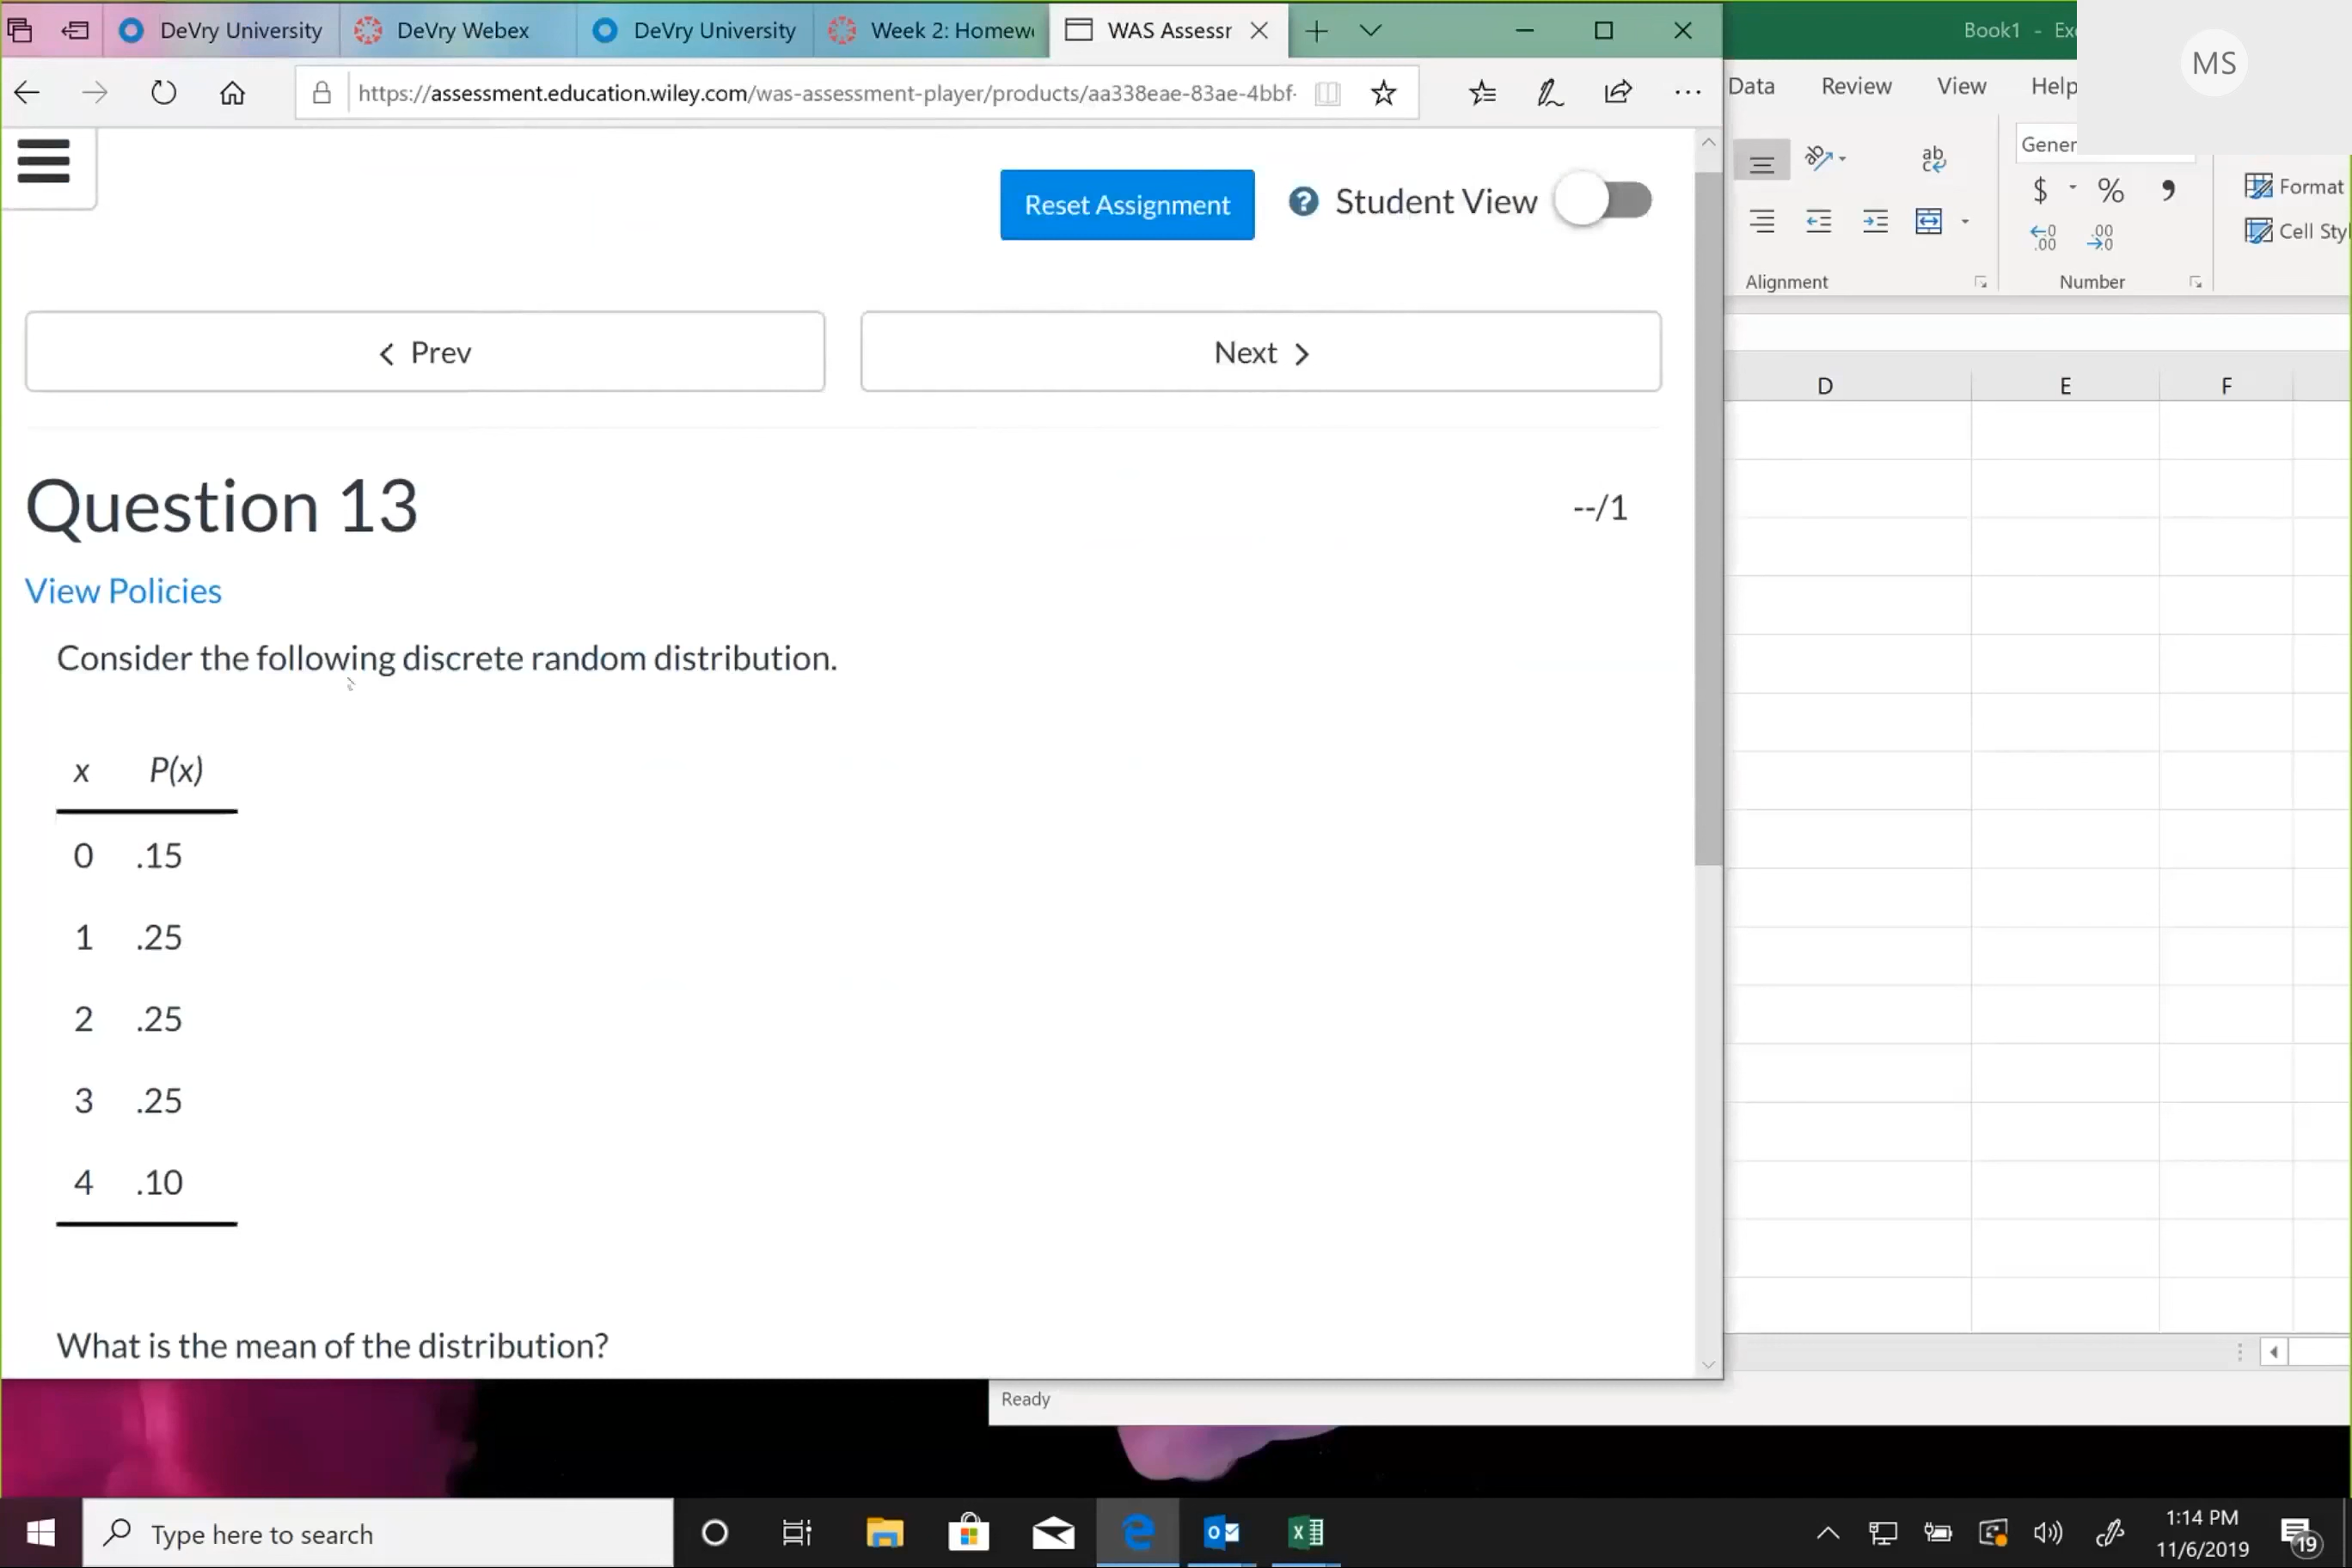 DeVry University
DeVry Webex
DeVry University
Week 2: Homew
WAS Assessr
Book1 - Ex
MS
https://assessment.education.wiley.com/was-assessment-player/products/aa338eae-83ae-4bbf-
Data
Review
View
Help
Reset Assignment
Student View
Gener
$ % ,
Format
Cell Sty
Alignment
Number
Prev
Next
D
E
F
Question 13
--/1
View Policies
Consider the following discrete random distribution.
x P(x)
0 .15
1 .25
2 .25
3 .25
4 .10
What is the mean of the distribution?
Ready
Type here to search
1:14 PM
11/6/2019
19